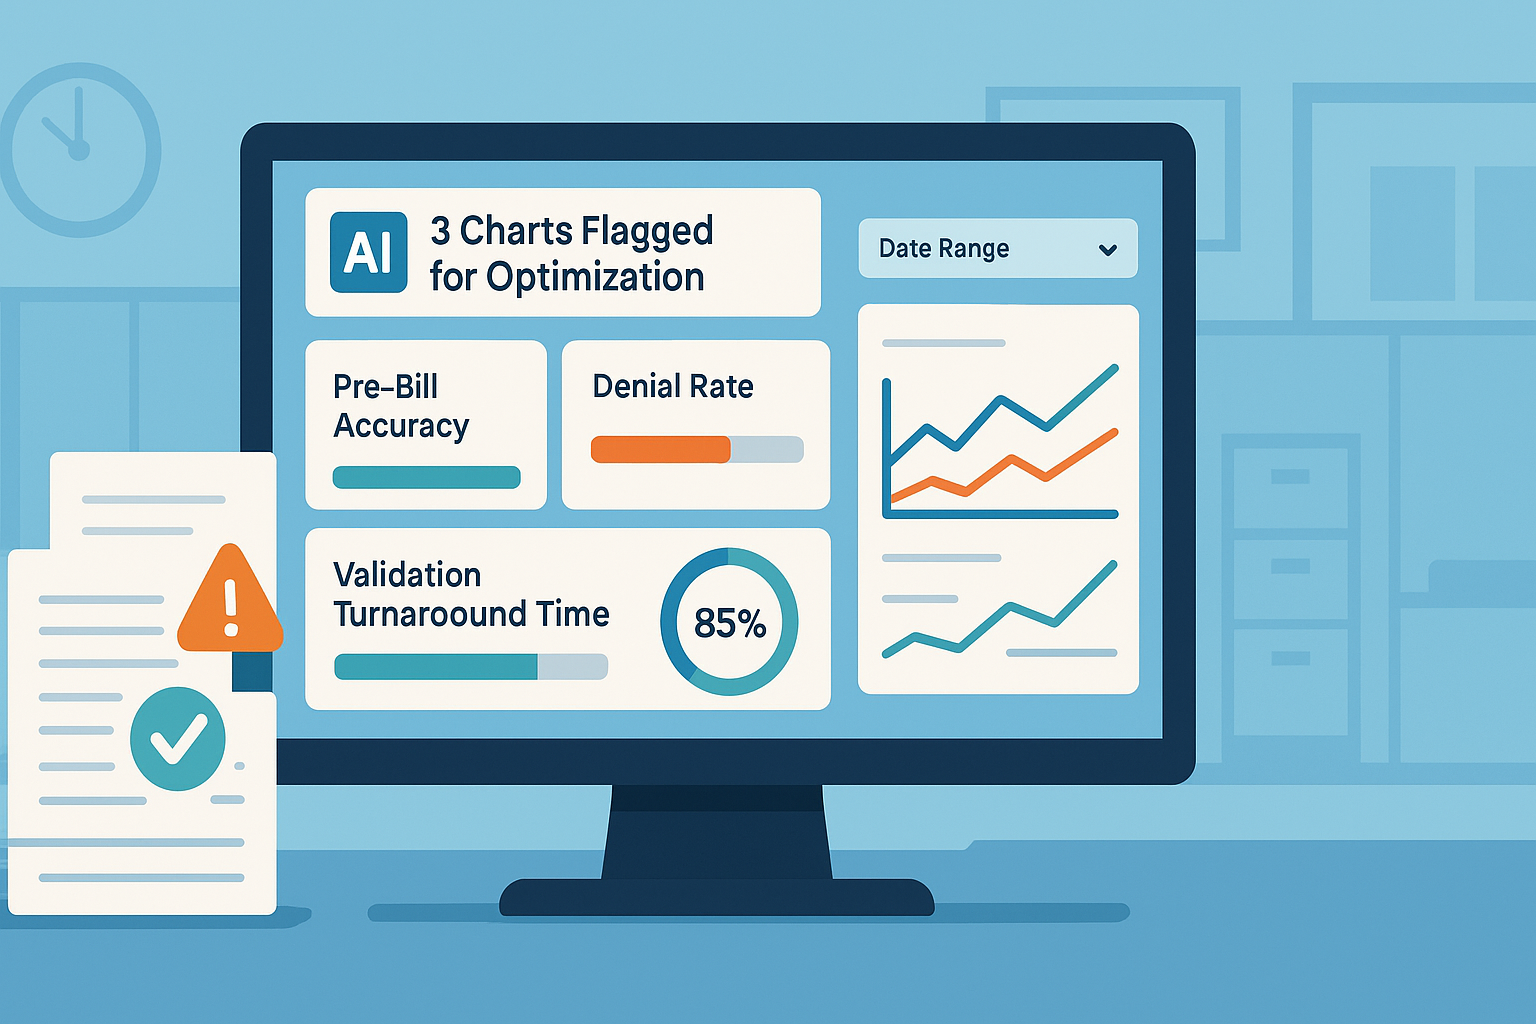 AI
3 Charts Flagged
for Optimization
Date Range
Pre-Bill
Accuracy
Denial Rate
Validation
Turnaroound Time
85%